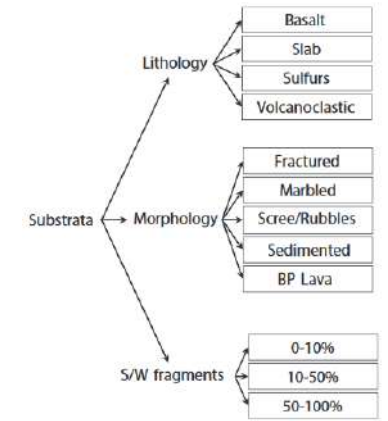 Basalt
Slab
Lithology
Sulfurs
Volcanoclastic
Fractured
Marbled
Substrata
Morphology
Scree/Rubbles
Sedimented
BP Lava
0-10%
S/W fragments
10-50%
50-100%